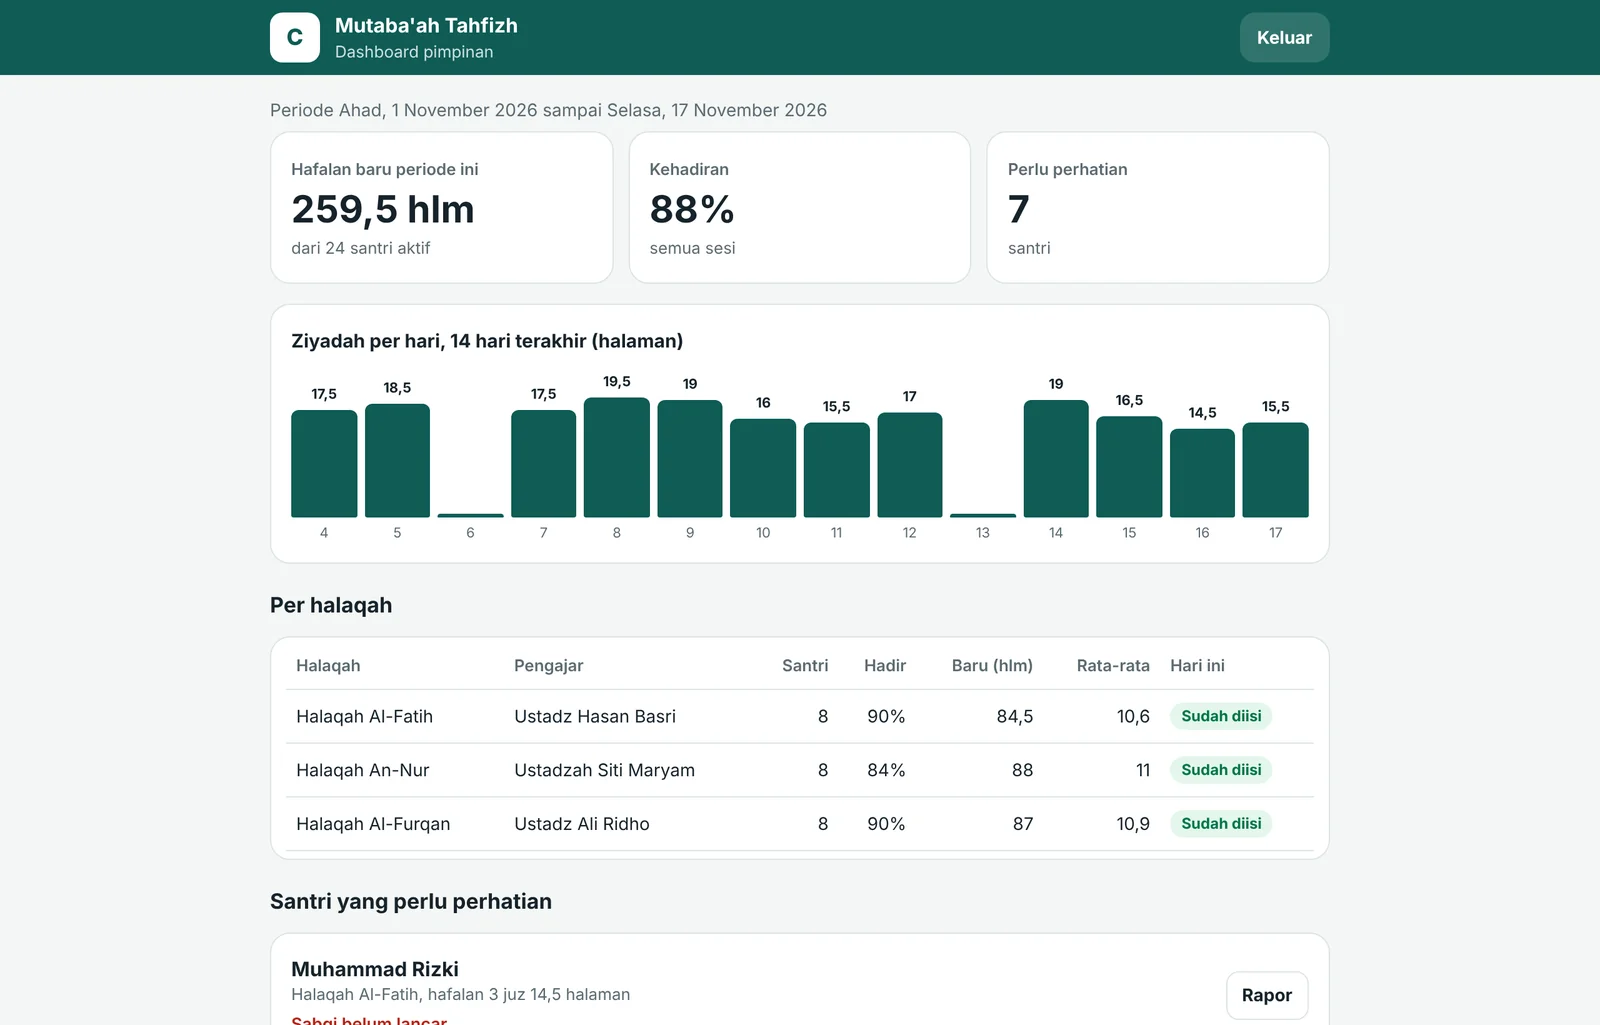 C
Mutaba'ah Tahfizh
Dashboard pimpinan
Keluar
Periode Ahad, 1 November 2026 sampai Selasa, 17 November 2026
Hafalan baru periode ini
259,5 hlm
dari 24 santri aktif
Kehadiran
88%
semua sesi
Perlu perhatian
7
santri
Ziyadah per hari, 14 hari terakhir (halaman)
17,5 18,5 17,5 19,5 19 16 15,5 17 19 16,5 14,5 15,5
4 5 6 7 8 9 10 11 12 13 14 15 16 17
Per halaqah
Halaqah Pengajar Santri Hadir Baru (hlm) Rata-rata Hari ini
Halaqah Al-Fatih Ustadz Hasan Basri 8 90% 84,5 10,6 Sudah diisi
Halaqah An-Nur Ustadzah Siti Maryam 8 84% 88 11 Sudah diisi
Halaqah Al-Furqan Ustadz Ali Ridho 8 90% 87 10,9 Sudah diisi
Santri yang perlu perhatian
Muhammad Rizki
Halaqah Al-Fatih, hafalan 3 juz 14,5 halaman
Rapor
Sabqi belum lancar